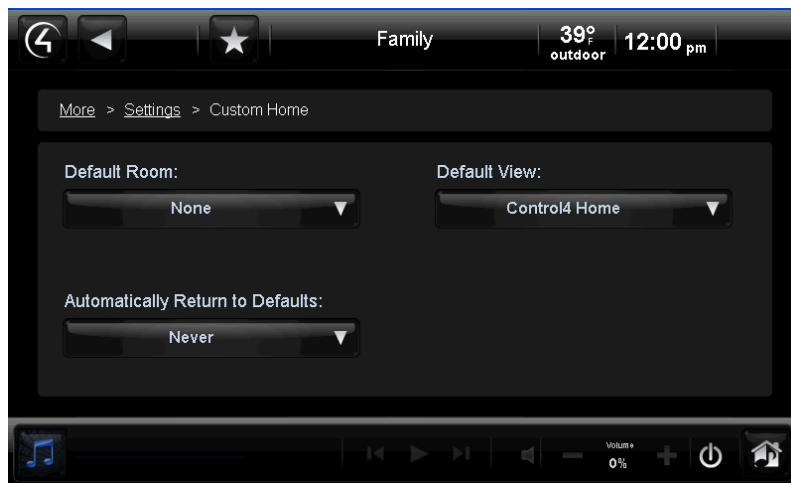 Family
39°F
outdoor
12:00 pm
More > Settings > Custom Home
Default Room:
Default View:
None
Control4 Home
Automatically Return to Defaults:
Never
Volume
0%